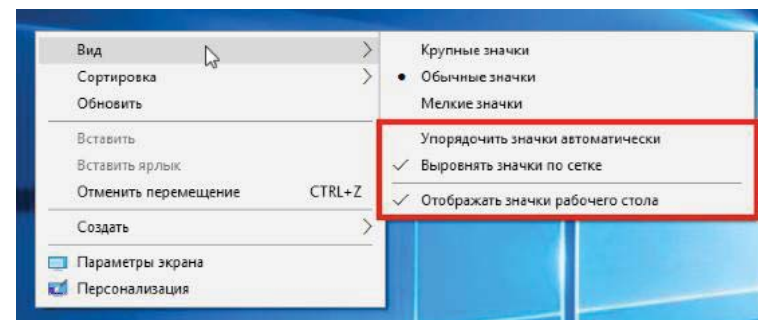 Вид
Сортировка
Обновить
Вставить
Вставить ярлык
Отменить перемещение CTRL+Z
Создать
Параметры экрана
Персонализация
Крупные значки
Обычные значки
Мелкие значки
Упорядочить значки автоматически
Выровнять значки по сетке
Отображать значки рабочего стола